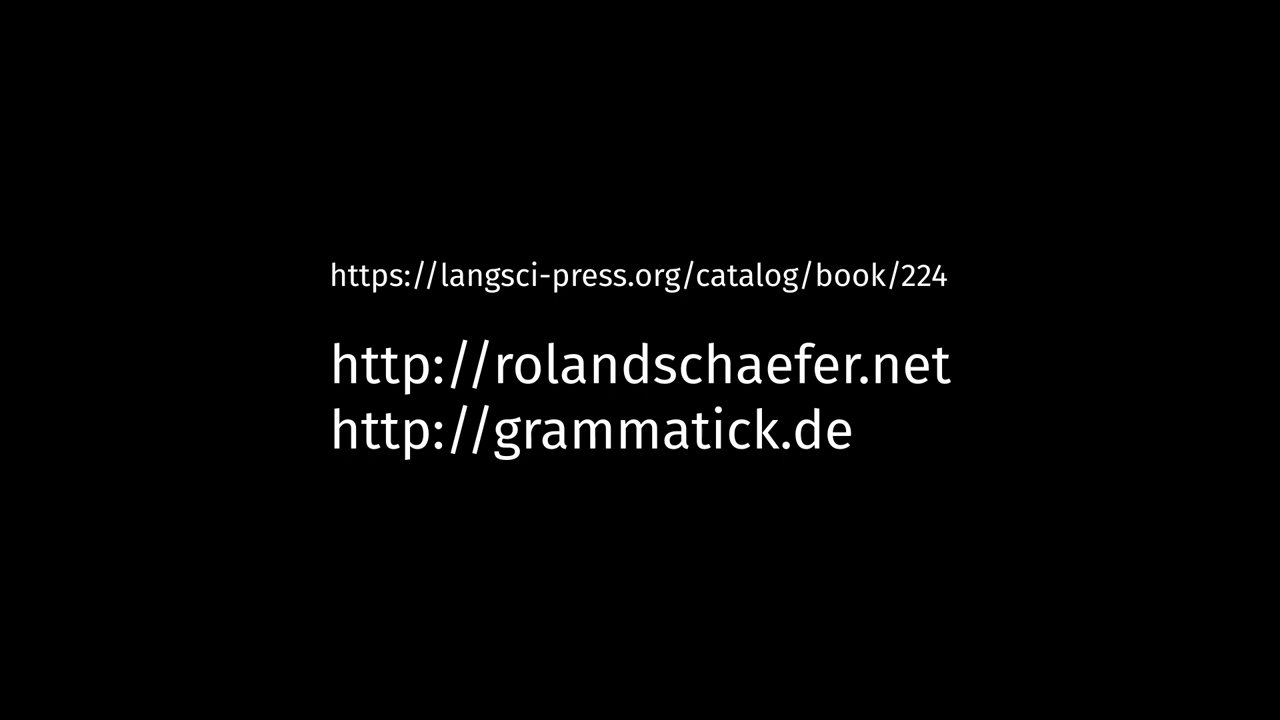 https://langsci-press.org/catalog/book/224
http://rolandschaefer.net
http://grammatick.de